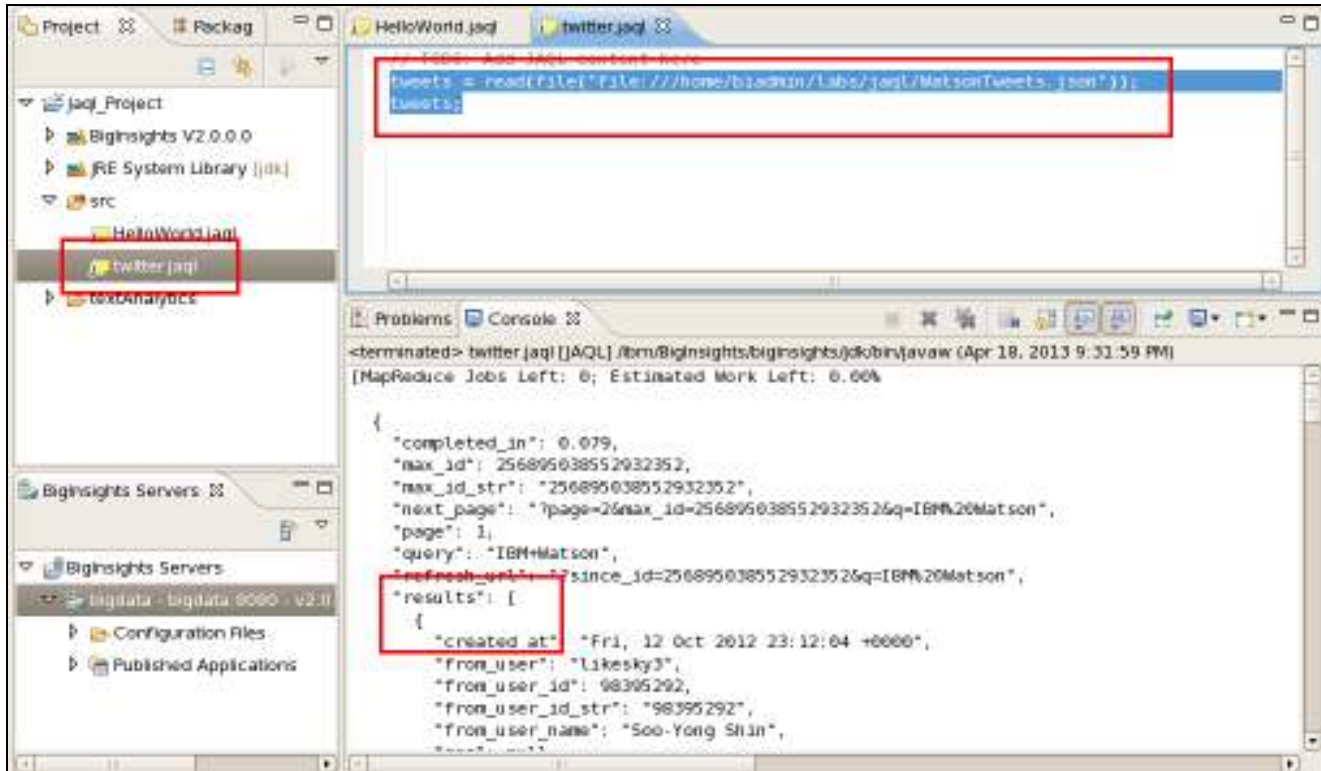 Project
Packag
jaql_Project
BigInsights V2.0.0.0
JRE System Library [jdk]
src
HelloWorld.jaql
twitter.jaql
textAnalytics
BigInsights Servers
BigInsights Servers
bigdata - bigdata 8080 - v2.0
Configuration Files
Published Applications
HelloWorld.jaql
twitter.jaql
// TODO: Add JAQL content here
tweets = read(file("file:///home/biadmin/labs/jaql/WatsonTweets.json"));
tweets;
Problems
Console
<terminated> twitter.jaql [JAQL] /ibm/BigInsights/biginsights/jdk/bin/javaw (Apr 18, 2013 9:31:59 PM)
[MapReduce Jobs Left: 0; Estimated Work Left: 0.00%
{
"completed_in": 0.079,
"max_id": 256895038552932352,
"max_id_str": "256895038552932352",
"next_page": "?page=2&max_id=256895038552932352&q=IBM%20Watson",
"page": 1,
"query": "IBM+Watson",
"refresh_url": "?since_id=256895038552932352&q=IBM%20Watson",
"results": [
{
"created_at": "Fri, 12 Oct 2012 23:12:04 +0000",
"from_user": "likesky3",
"from_user_id": 98395292,
"from_user_id_str": "98395292",
"from_user_name": "Soo-Yong Shin",